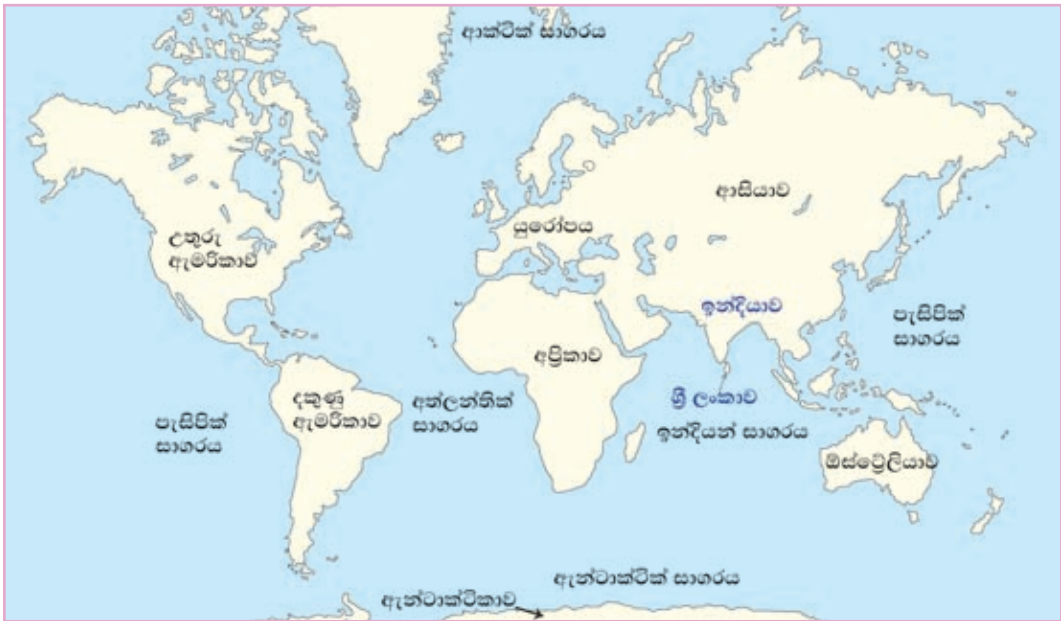 ආක්ටික් සාගරය
ආසියාව
යුරෝපය
උතුරු
ඇමරිකාව
ඉන්දියාව
පැසිපික්
සාගරය
අප්‍රිකාව
ශ්‍රී ලංකාව
දකුණු
ඇමරිකාව
අත්ලන්තික්
සාගරය
පැසිපික්
සාගරය
ඉන්දියන් සාගරය
ඕස්ට්‍රේලියාව
ඇන්ටාක්ටික් සාගරය
ඇන්ටාක්ටිකාව